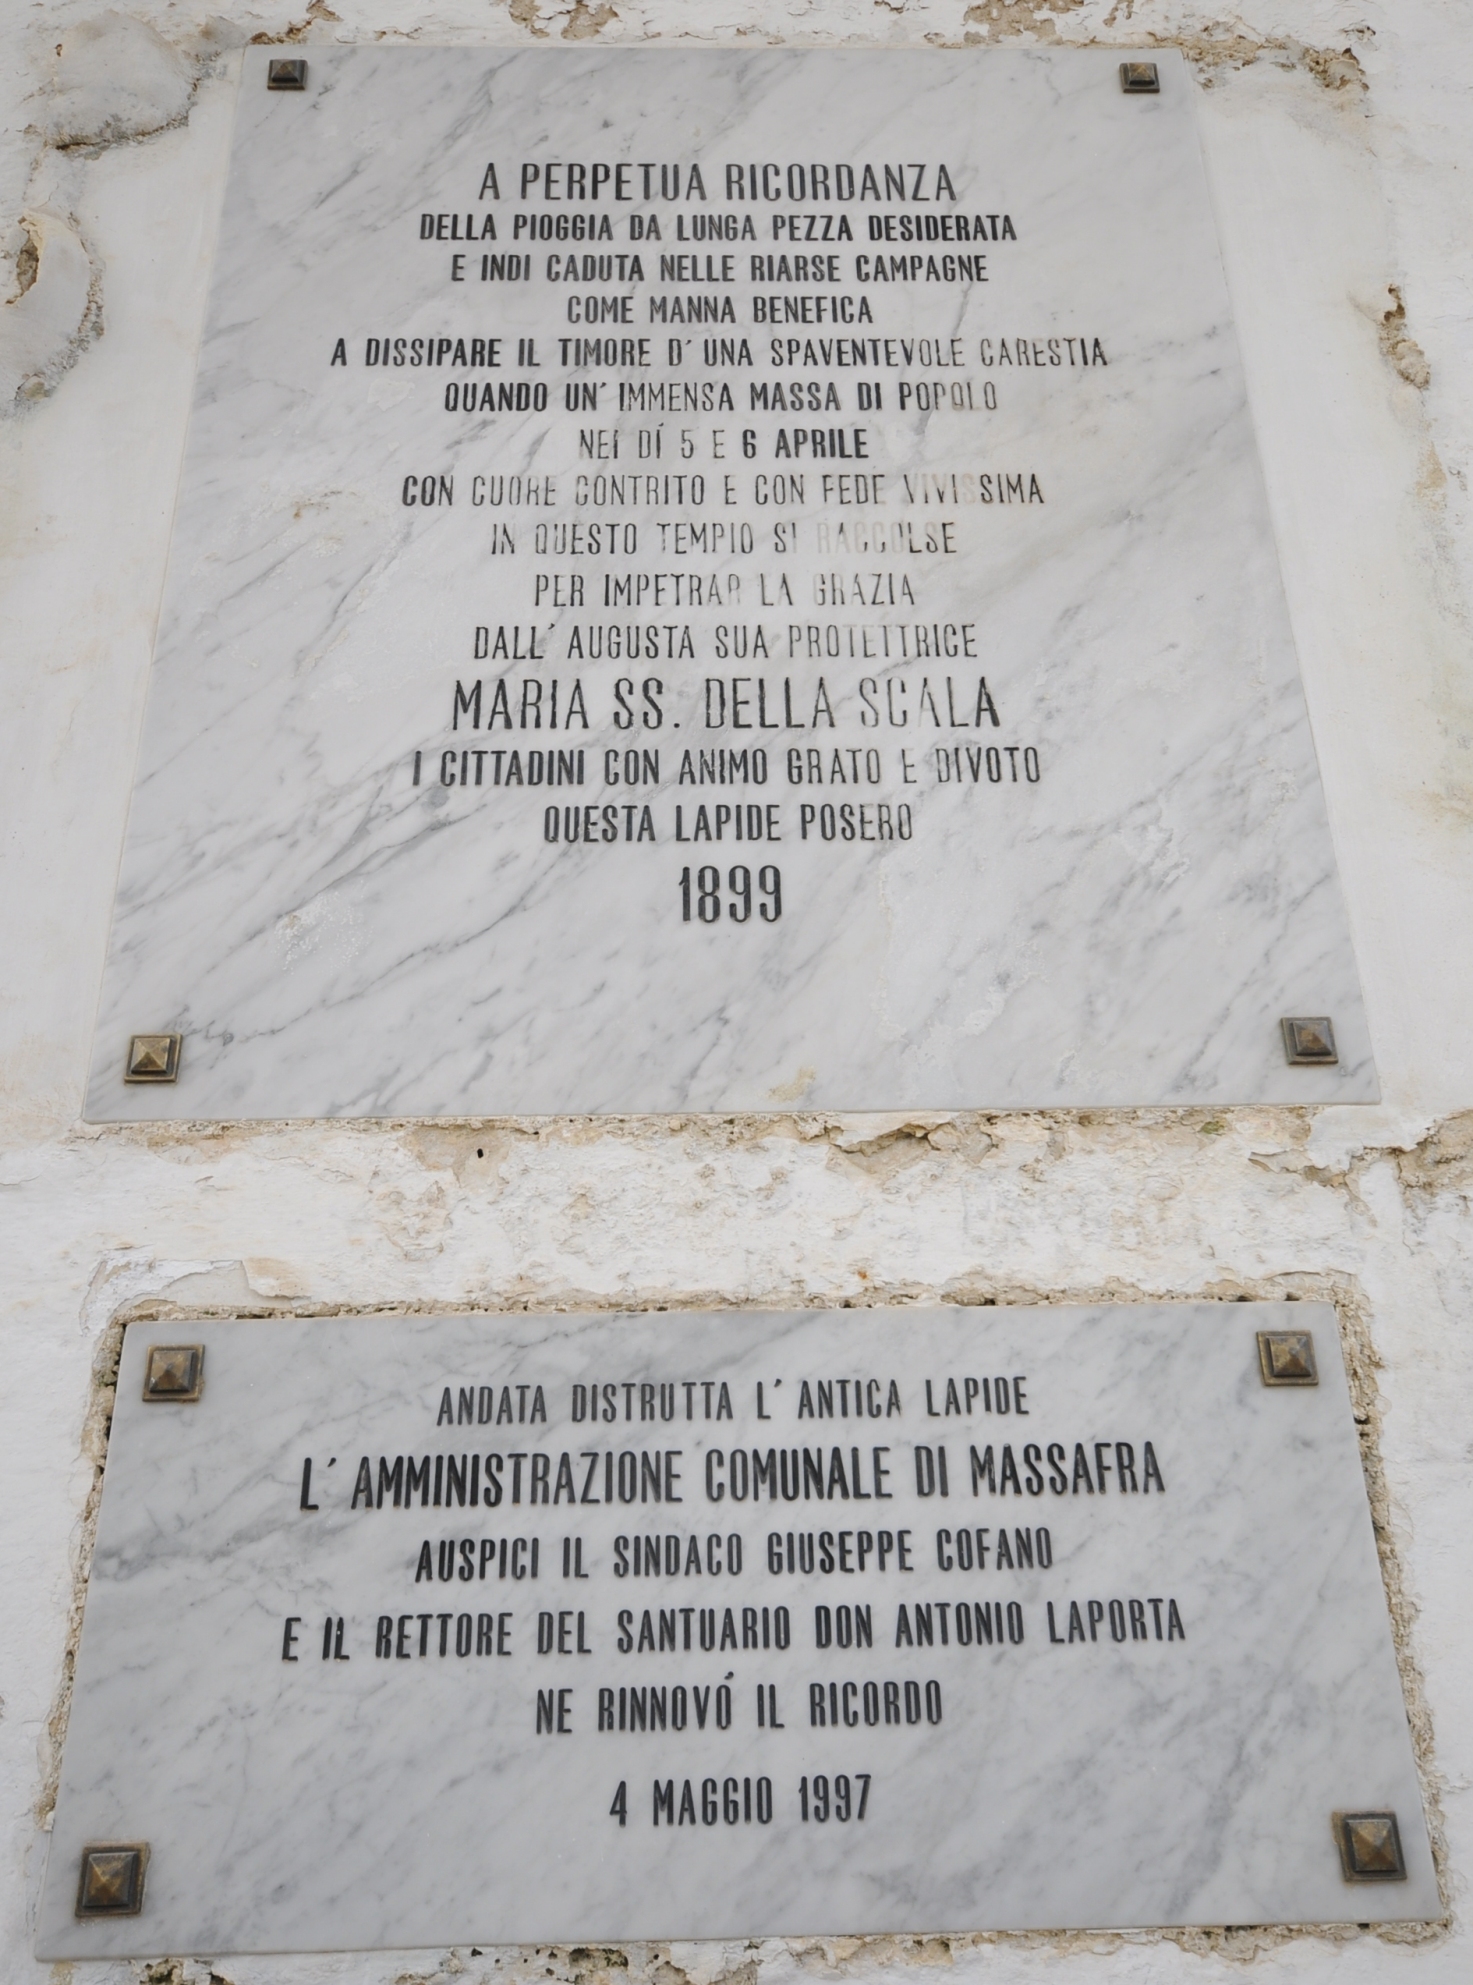 A PERPETUA RICORDANZA
DELLA PIOGGIA DA LUNGA PEZZA DESIDERATA
E INDI CADUTA NELLE RIARSE CAMPAGNE
COME MANNA BENEFICA
A DISSIPARE IL TIMORE D' UNA SPAVENTEVOLE CARESTIA
QUANDO UN' IMMENSA MASSA DI POPOLO
NEI DÍ 5 E 6 APRILE
CON CUORE CONTRITO E CON FEDE VIVISSIMA
IN QUESTO TEMPIO SI RACCOLSE
PER IMPETRAR LA GRAZIA
DALL' AUGUSTA SUA PROTETTRICE
MARIA SS. DELLA SCALA
I CITTADINI CON ANIMO GRATO E DIVOTO
QUESTA LAPIDE POSERO
1899
ANDATA DISTRUTTA L' ANTICA LAPIDE
L' AMMINISTRAZIONE COMUNALE DI MASSAFRA
AUSPICI IL SINDACO GIUSEPPE COFANO
E IL RETTORE DEL SANTUARIO DON ANTONIO LAPORTA
NE RINNOVÓ IL RICORDO
4 MAGGIO 1997